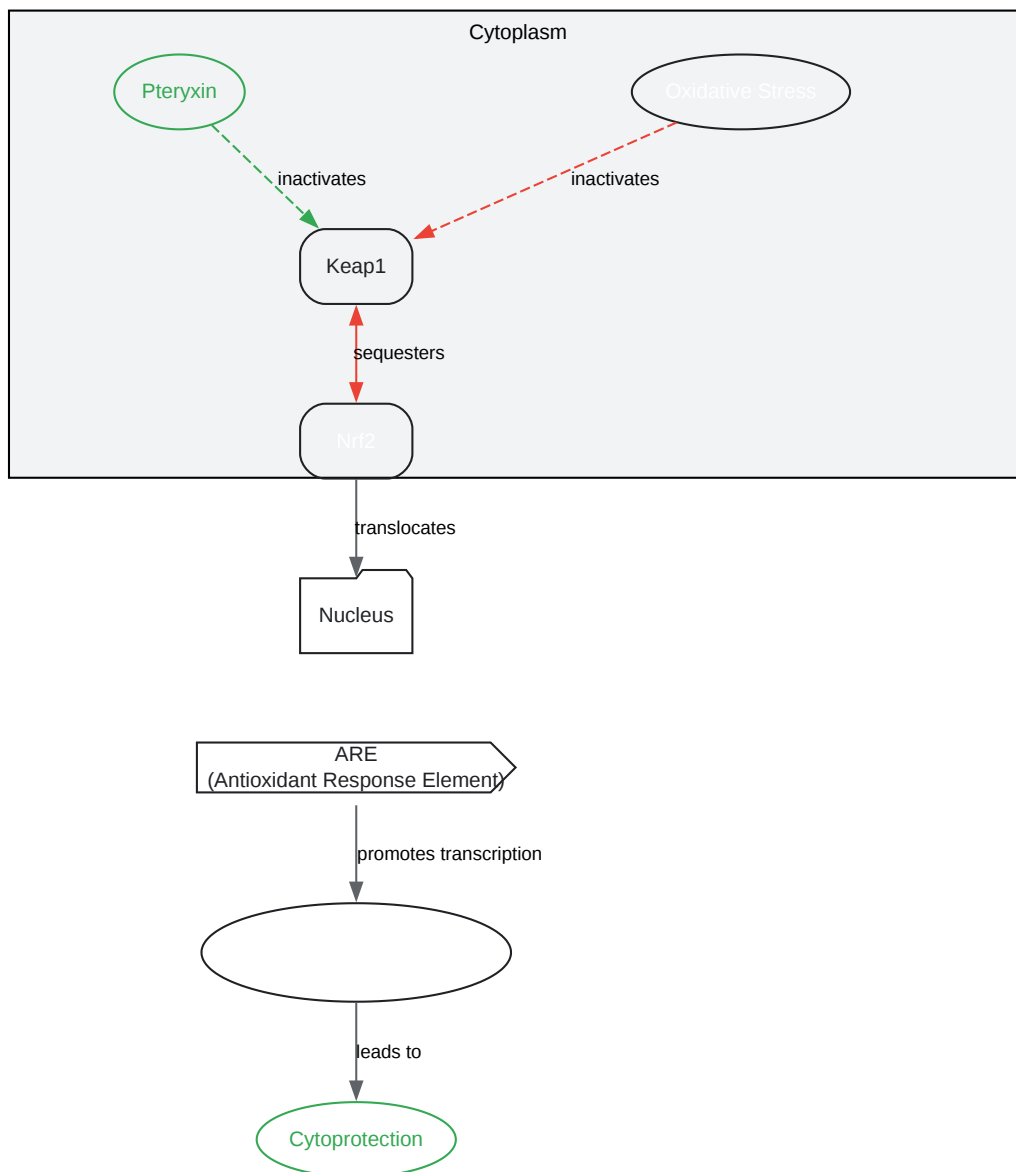 Cytoplasm
Pteryxin
Oxidative Stress
inactivates
inactivates
Keap1
sequesters
Nrf2
translocates
Nucleus
ARE
(Antioxidant Response Element)
promotes transcription
leads to
Cytoprotection